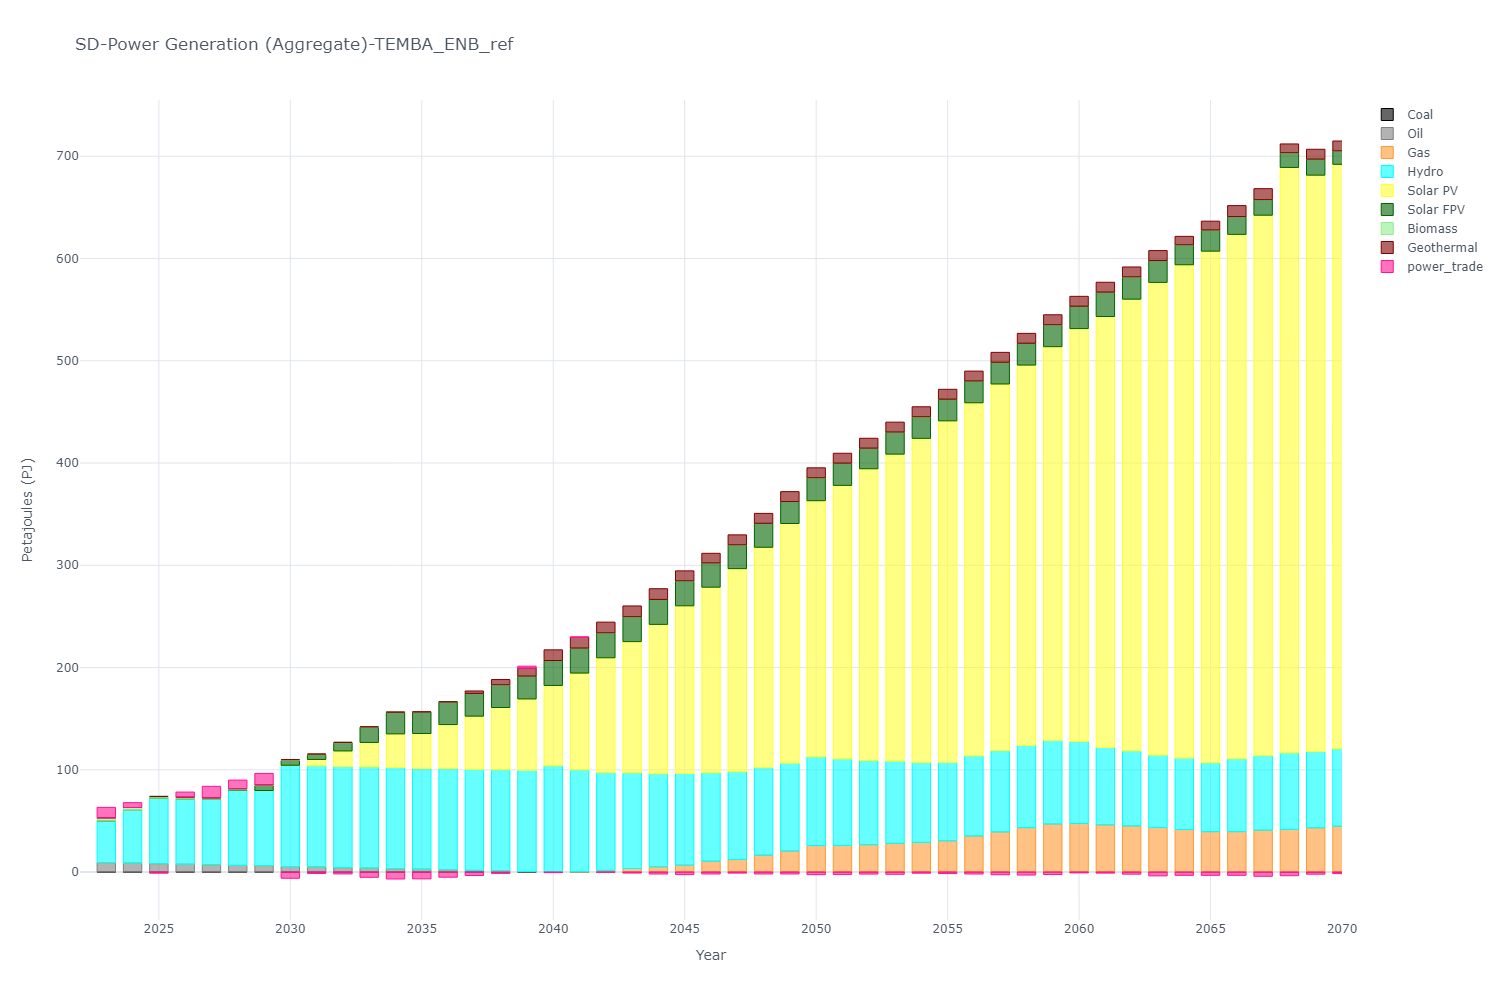 SD-Power Generation (Aggregate)-TEMBA_ENB_ref
Coal
Oil
Gas
Hydro
Solar PV
Solar FPV
Biomass
Geothermal
power_trade
Petajoules (PJ)
700
600
500
400
300
200
100
0
2025 2030 2035 2040 2045 2050 2055 2060 2065 2070
Year